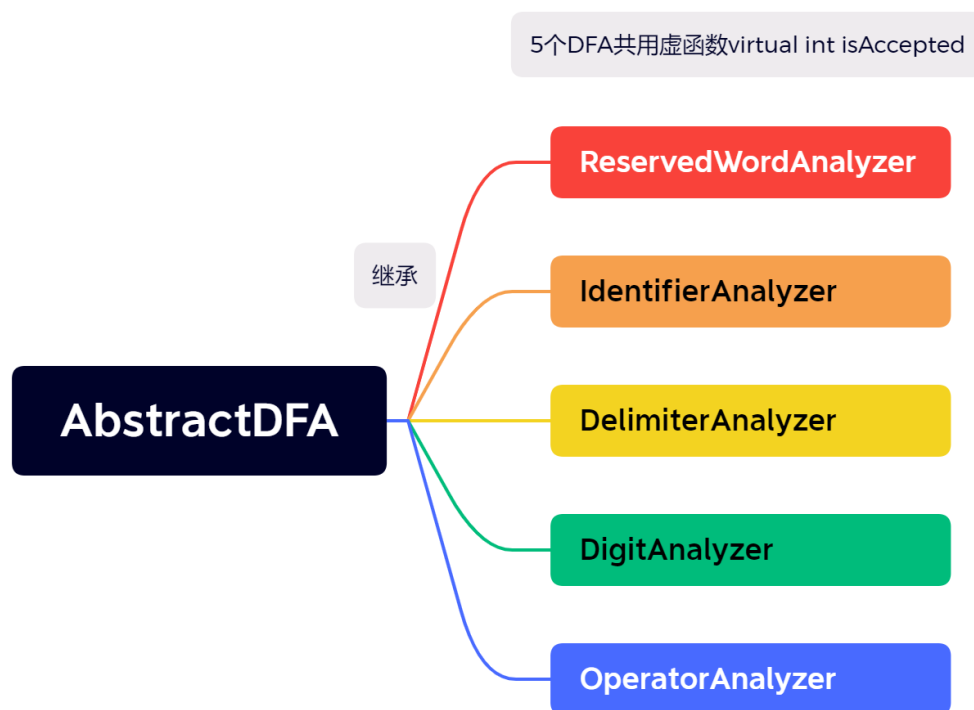 5个DFA共用虚函数virtual int isAccepted
ReservedWordAnalyzer
继承
IdentifierAnalyzer
AbstractDFA
DelimiterAnalyzer
DigitAnalyzer
OperatorAnalyzer